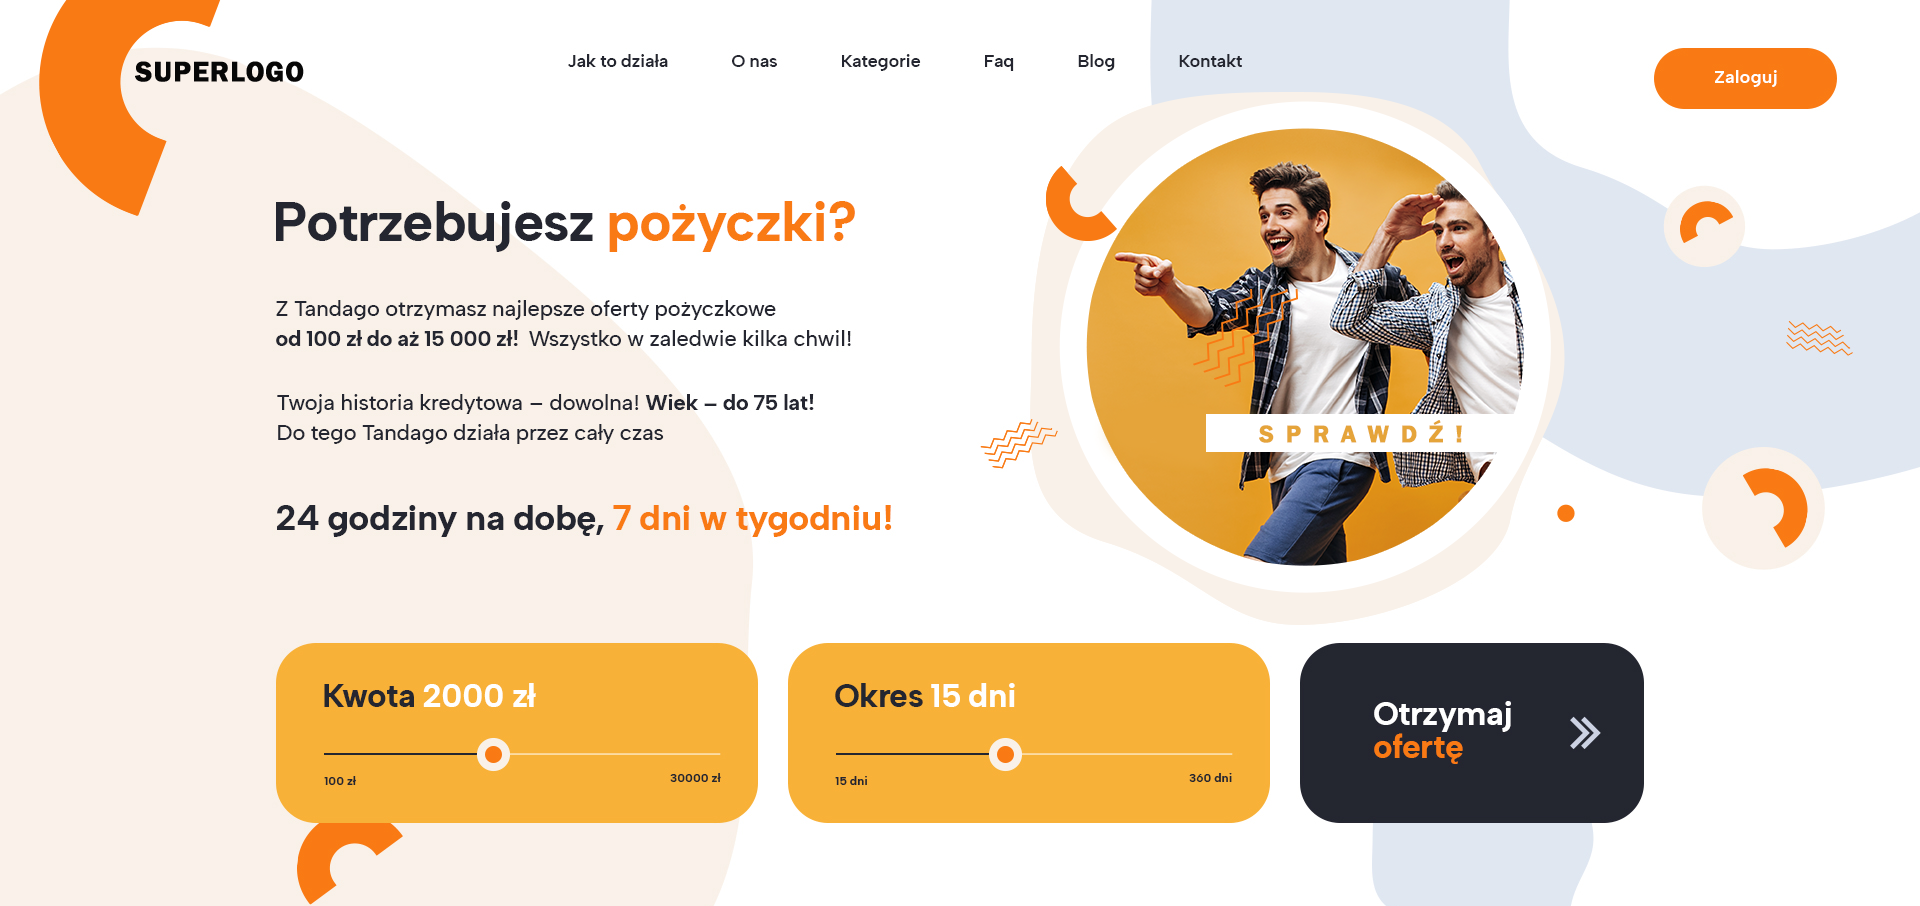 SUPERLOGO
Jak to działa
O nas
Kategorie
Faq
Blog
Kontakt
Zaloguj
Potrzebujesz pożyczki?
Z Tandago otrzymasz najlepsze oferty pożyczkowe
od 100 zł do aż 15 000 zł! Wszystko w zaledwie kilka chwil!
Twoja historia kredytowa – dowolna! Wiek – do 75 lat!
Do tego Tandago działa przez cały czas
24 godziny na dobę, 7 dni w tygodniu!
SPRAWDŹ!
Kwota 2000 zł
100 zł
30000 zł
Okres 15 dni
15 dni
360 dni
Otrzymaj
ofertę